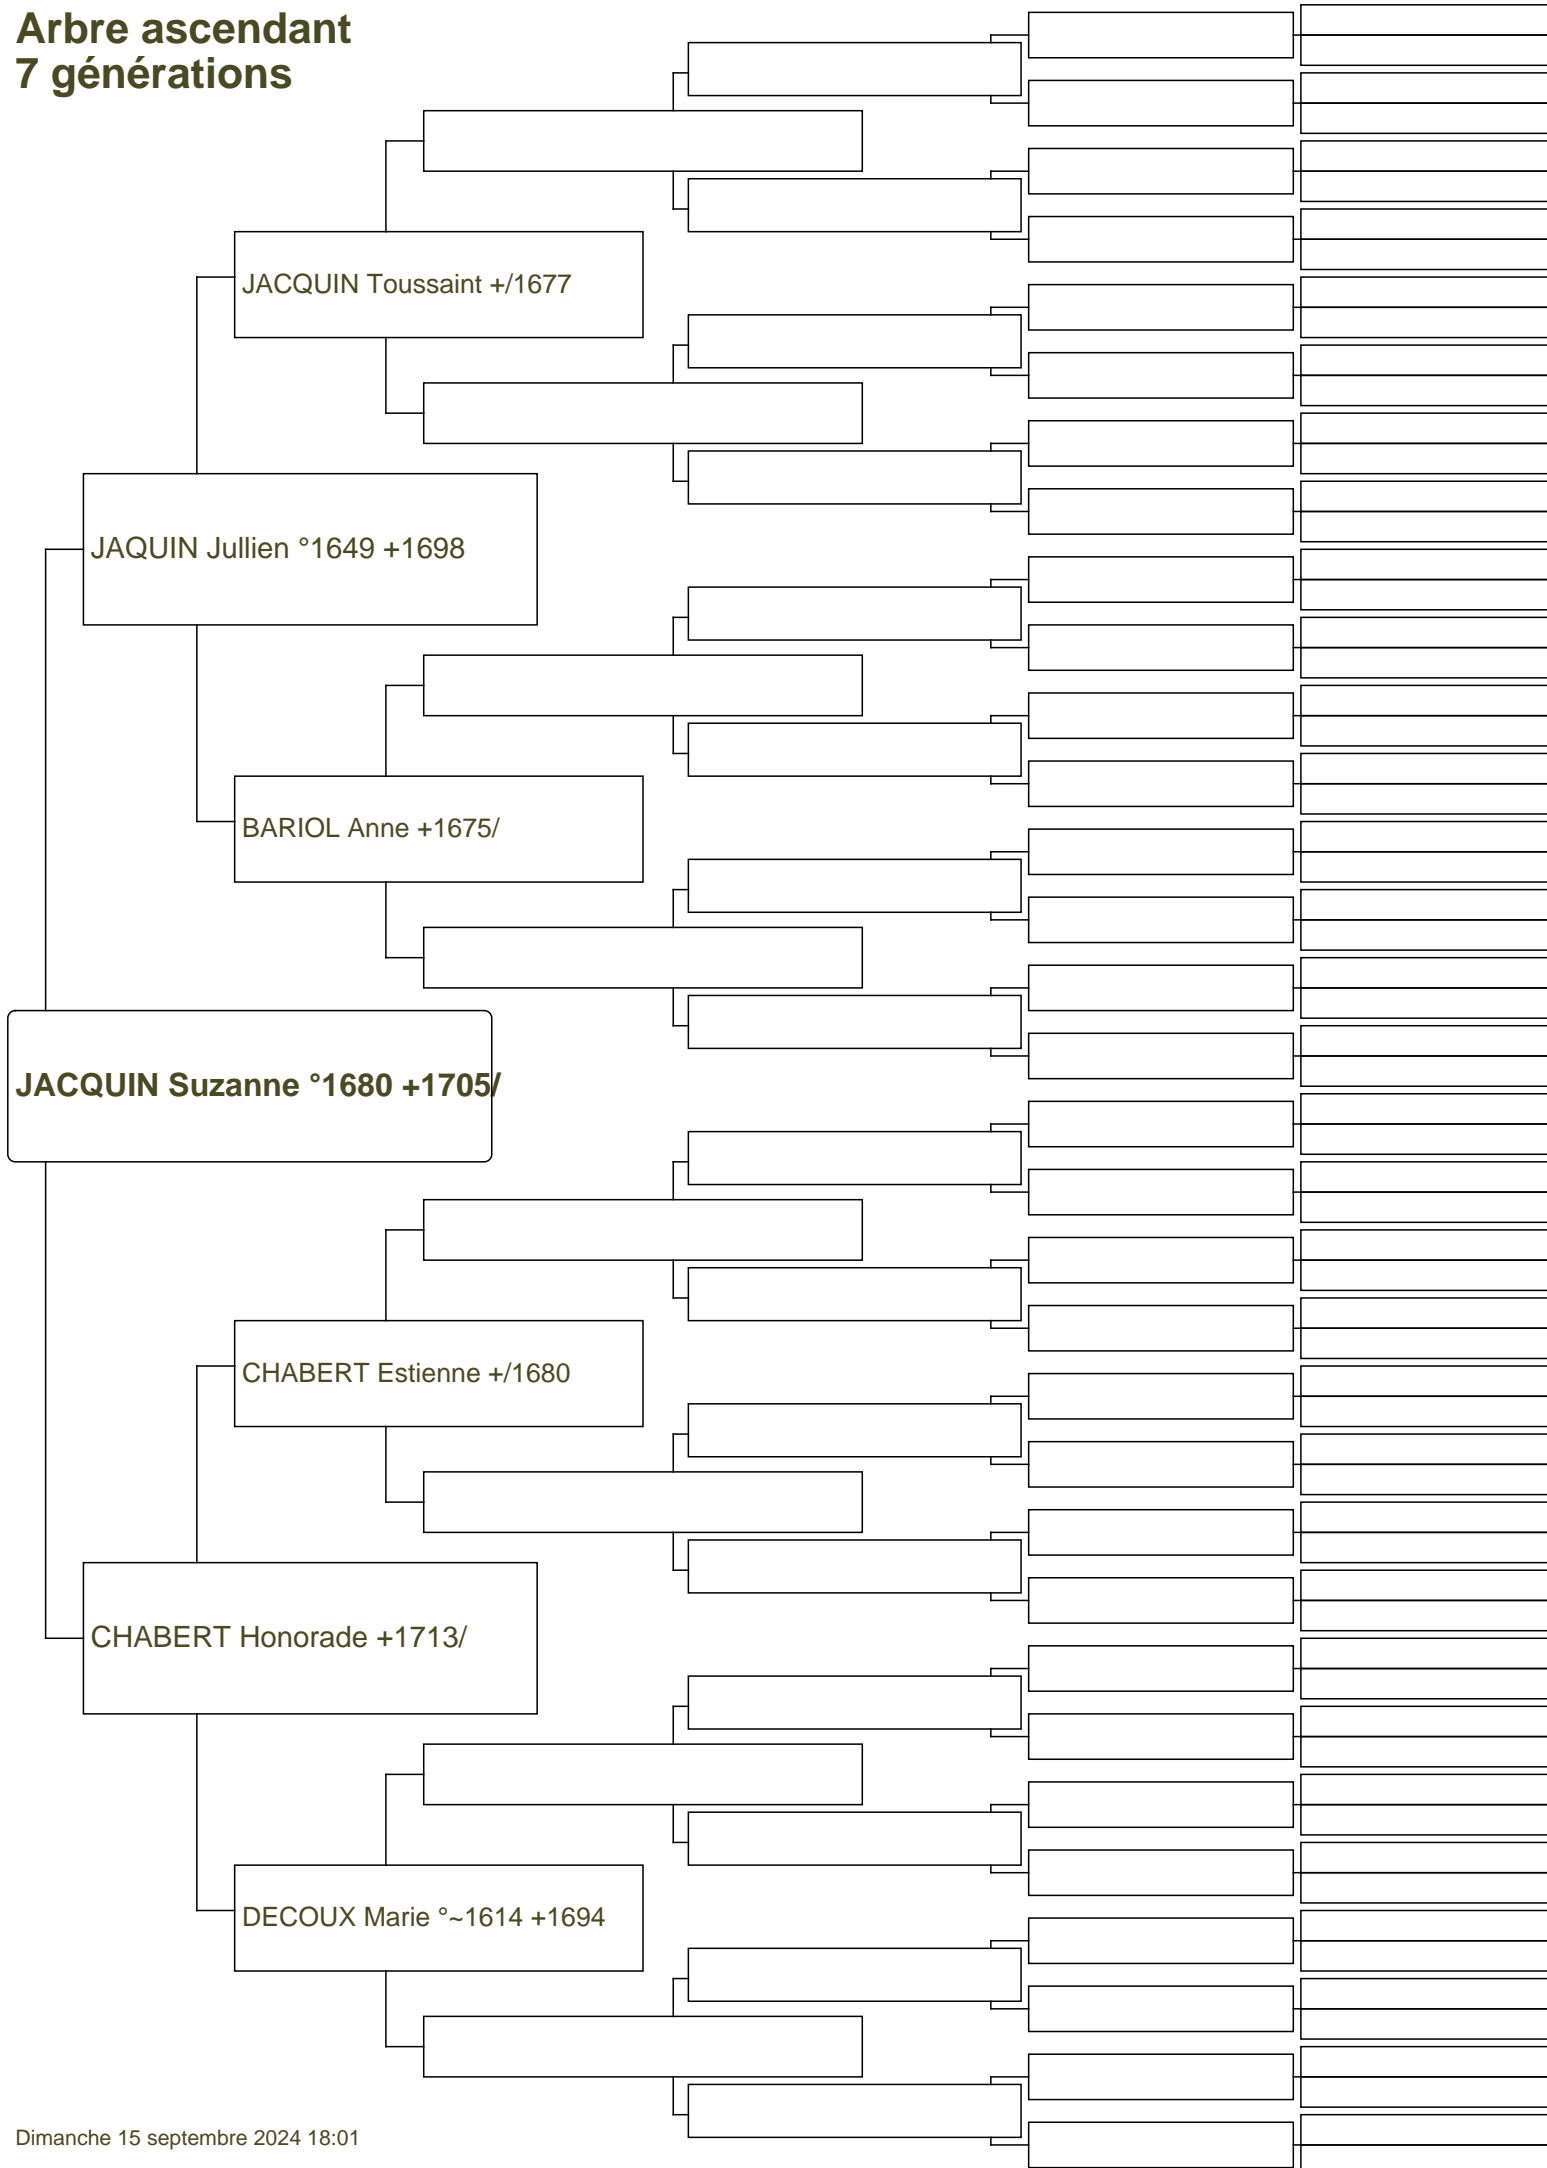 Arbre ascendant
7 générations
JACQUIN Toussaint +/1677
JAQUIN Jullien °1649 +1698
BARIOL Anne +1675/
JACQUIN Suzanne °1680 +1705/
CHABERT Estienne +/1680
CHABERT Honorade +1713/
DECOUX Marie °~1614 +1694
Dimanche 15 septembre 2024 18:01